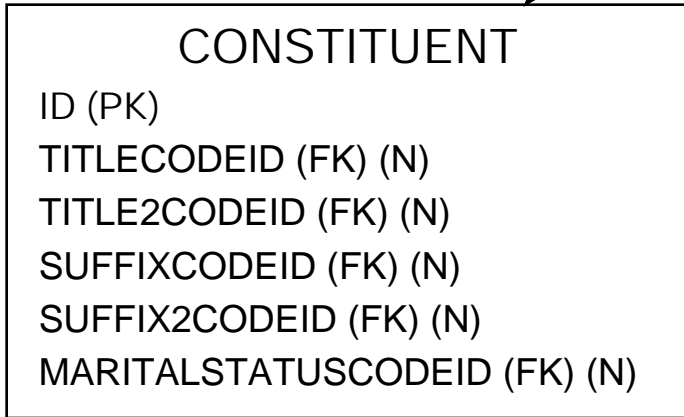 CONSTITUENT
ID (PK)
TITLECODEID (FK) (N)
TITLE2CODEID (FK) (N)
SUFFIXCODEID (FK) (N)
SUFFIX2CODEID (FK) (N)
MARITALSTATUSCODEID (FK) (N)